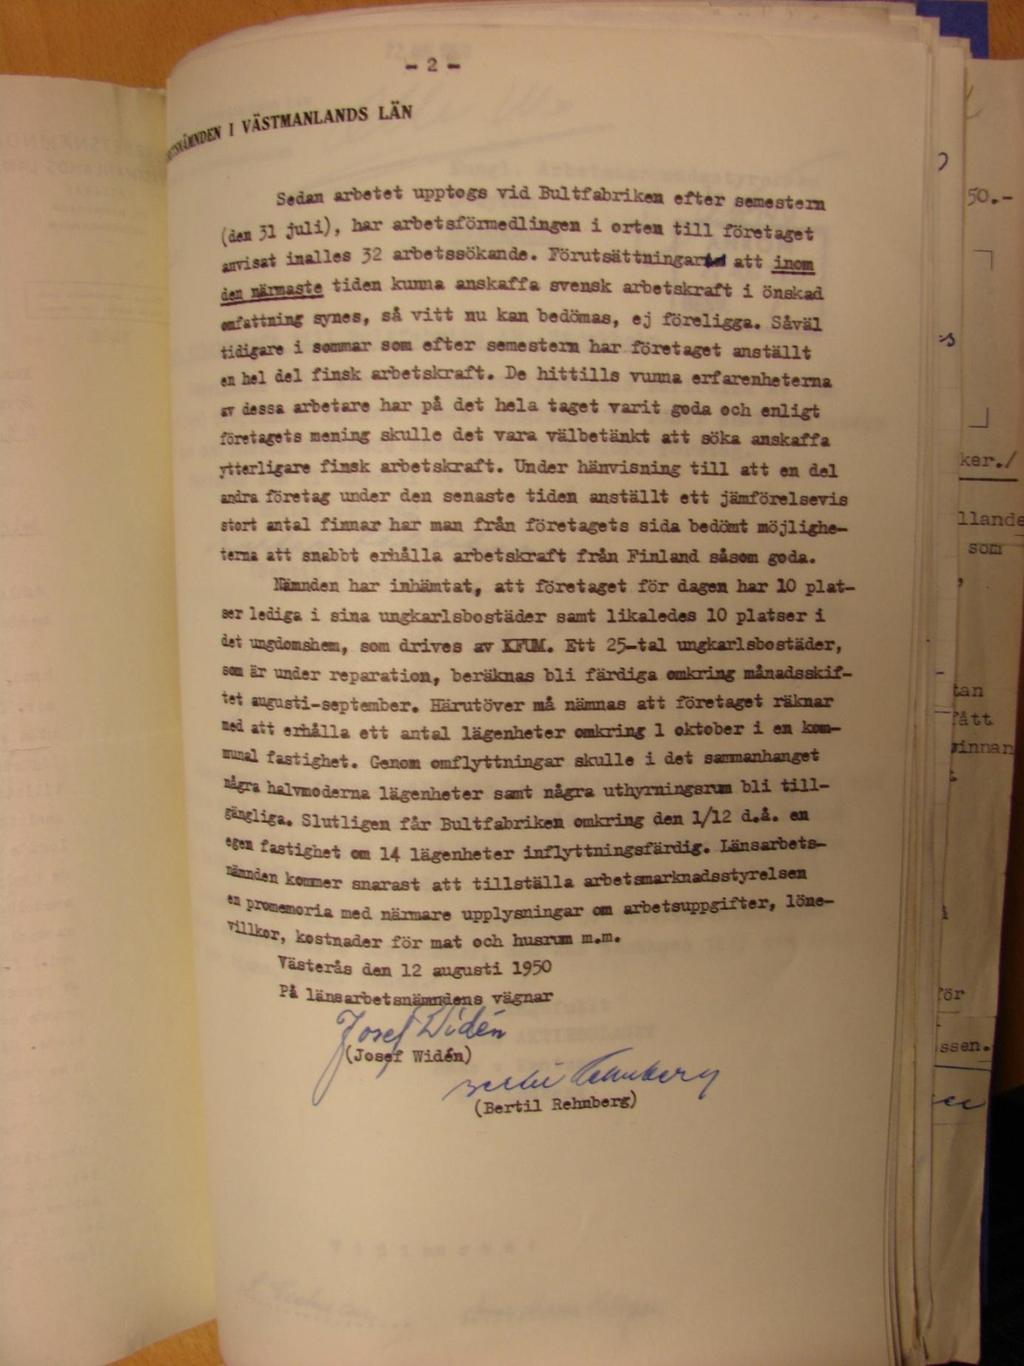 - 2 -
TSNÄMNDEN I VÄSTMANLANDS LÄN
Sedan arbetet upptogs vid Bultfabriken efter semestern
(den 31 juli), har arbetsförmedlingen i orten till företaget
anvisat inalles 32 arbetssökande. Förutsättningar att inom
den närmaste tiden kunna anskaffa svensk arbetskraft i önskad
omfattning synes, så vitt nu kan bedömas, ej föreligga. Såväl
tidigare i sommar som efter semestern har företaget anställt
en hel del finsk arbetskraft. De hittills vunna erfarenheterna
av dessa arbetare har på det hela taget varit goda och enligt
företagets mening skulle det vara välbetänkt att söka anskaffa
ytterligare finsk arbetskraft. Under hänvisning till att en del
andra företag under den senaste tiden anställt ett jämförelsevis
stort antal finnar har man från företagets sida bedömt möjlighe-
terna att snabbt erhålla arbetskraft från Finland såsom goda.
Nämnden har inhämtat, att företaget för dagen har 10 plat-
ser lediga i sina ungkarlsbostäder samt likaledes 10 platser i
det ungdomshem, som drives av KFUM. Ett 25-tal ungkarlsbostäder,
som är under reparation, beräknas bli färdiga omkring månadsskif-
tet augusti-september. Härutöver må nämnas att företaget räknar
med att erhålla ett antal lägenheter omkring 1 oktober i en kom-
munal fastighet. Genom omflyttningar skulle i det sammanhanget
några halvmoderna lägenheter samt några uthyrningsrum bli till-
gängliga. Slutligen får Bultfabriken omkring den 1/12 d.å. en
egen fastighet om 14 lägenheter inflyttningsfärdig. Länsarbets-
nämnden kommer snarast att tillställa arbetsmarknadsstyrelsen
en promemoria med närmare upplysningar om arbetsuppgifter, löne-
villkor, kostnader för mat och husrum m.m.
Västerås den 12 augusti 1950
På länsarbetsnämndens vägnar
Josef Widén
(Josef Widén)
Bertil Rehnberg
(Bertil Rehnberg)
50.-
ker./
llande
som
tan
fått
vinnan
för
ssen.